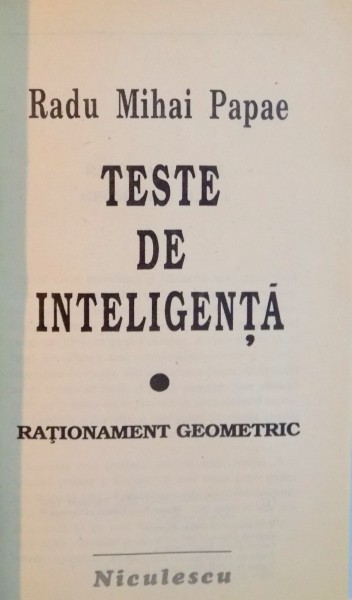 Radu Mihai Papae
TESTE
DE
INTELIGENȚĂ
●
RAȚIONAMENT GEOMETRIC
Niculescu